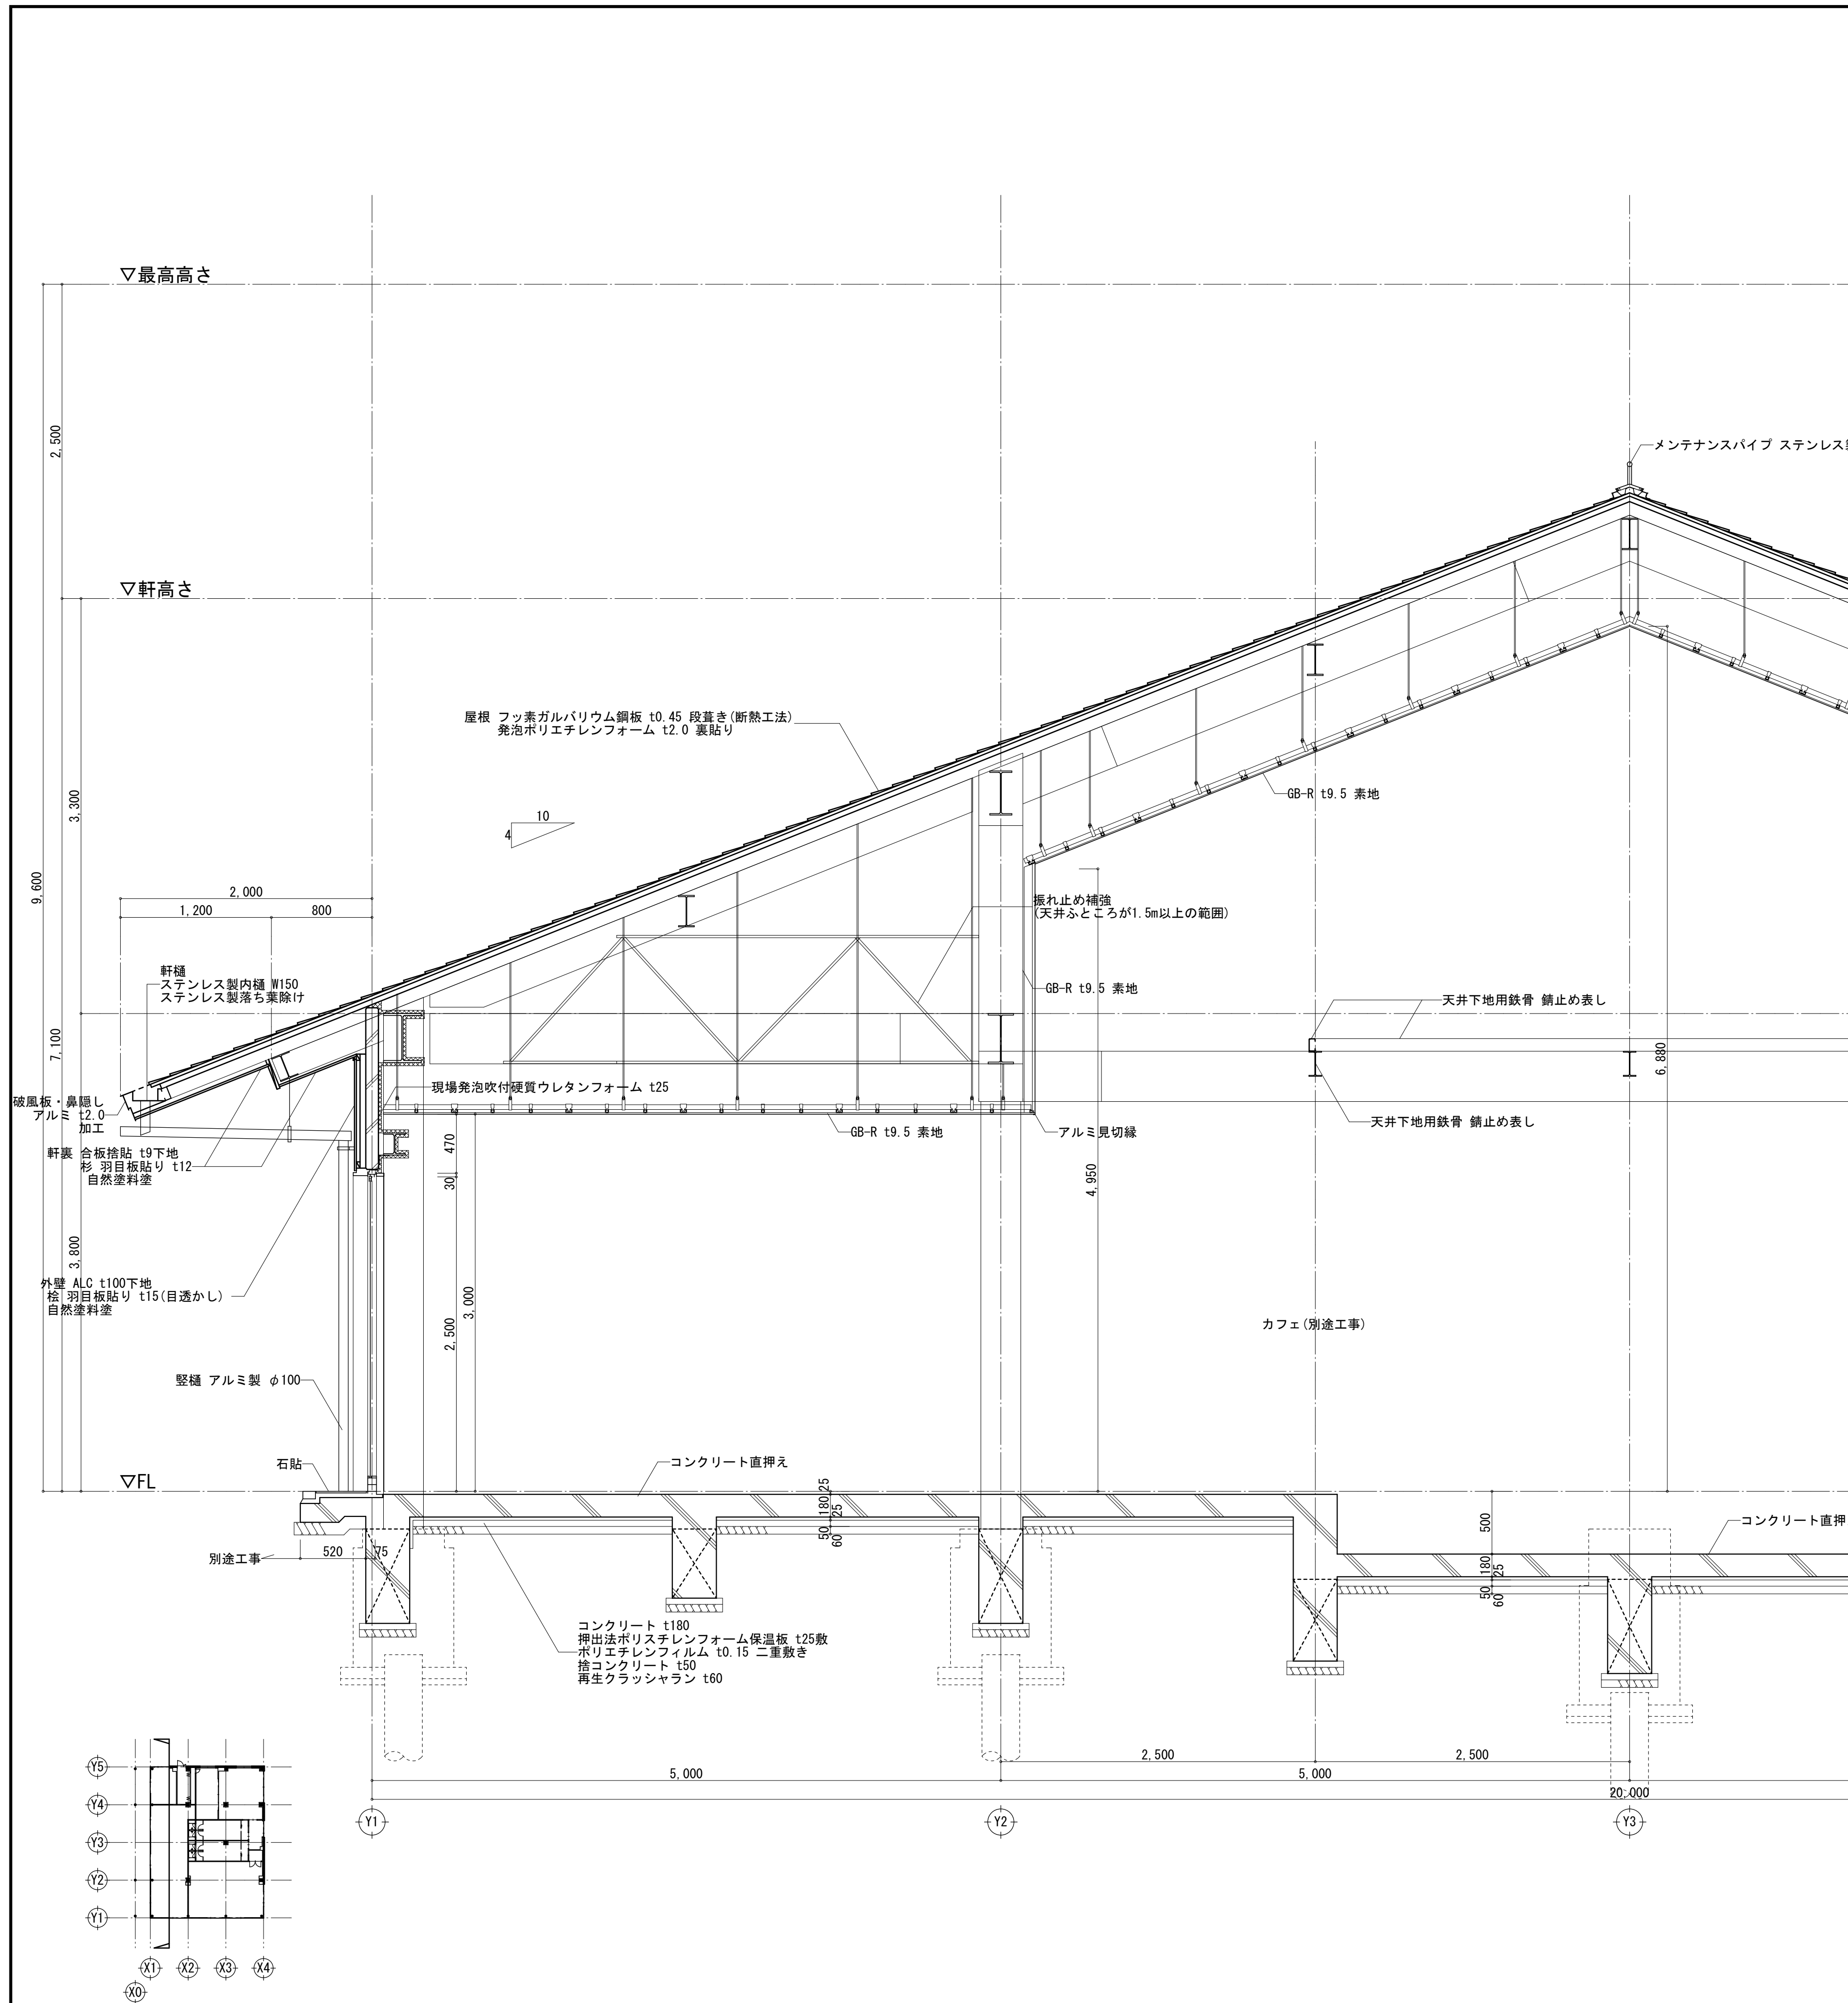 ▽最高高さ
2,500
メンテナンスパイプ ステンレス
▽軒高さ
屋根 フッ素ガルバリウム鋼板 t0.45 段葺き(断熱工法)
発泡ポリエチレンフォーム t2.0 裏貼り
3,300
GB-R t9.5 素地
10
4
9,600
2,000
1,200
800
振れ止め補強
(天井ふところが1.5m以上の範囲)
軒樋
ステンレス製内樋 W150
ステンレス製落ち葉除け
GB-R t9.5 素地
天井下地用鉄骨 錆止め表し
7,100
6,880
現場発泡吹付硬質ウレタンフォーム t25
破風板・鼻隠し
アルミ t2.0
加工
GB-R t9.5 素地
アルミ見切縁
天井下地用鉄骨 錆止め表し
470
軒裏 合板捨貼 t9下地
杉 羽目板貼り t12
自然塗料塗
30
4,950
3,800
外壁 ALC t100下地
桧 羽目板貼り t15(目透かし)
自然塗料塗
3,000
2,500
カフェ(別途工事)
竪樋 アルミ製 φ100
石貼
コンクリート直押え
▽FL
25
180
25
50
60
500
コンクリート直押
別途工事
520
75
180
25
50
60
コンクリート t180
押出法ポリスチレンフォーム保温板 t25敷
ポリエチレンフィルム t0.15 二重敷き
捨コンクリート t50
再生クラッシャラン t60
2,500
2,500
5,000
5,000
20,000
Y1
Y2
Y3
Y5
Y4
Y3
Y2
Y1
X1
X2
X3
X4
X0